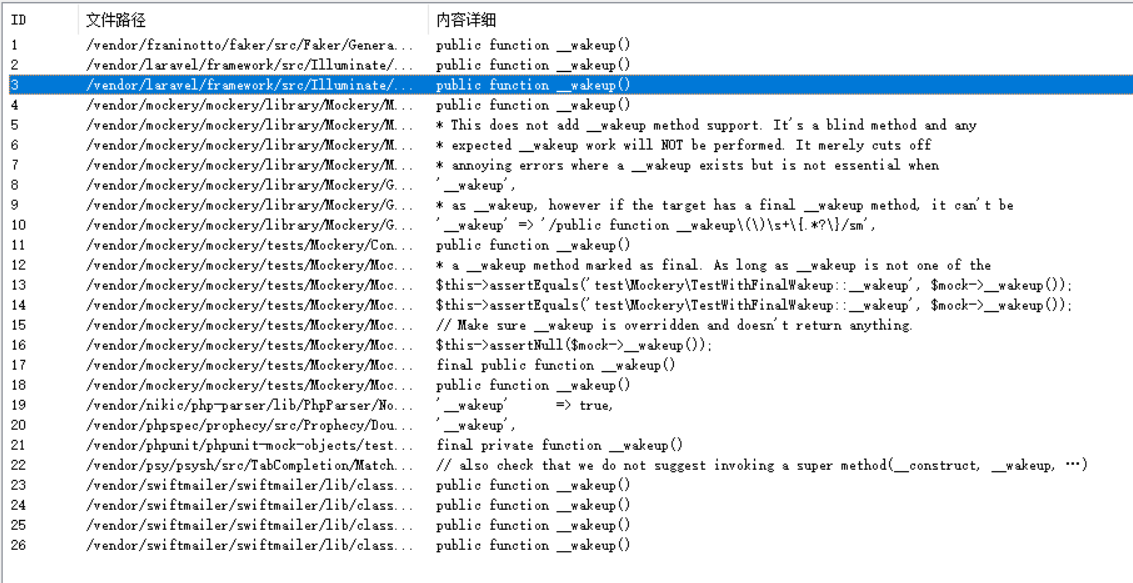 ID 文件路径 内容详细
1 /vendor/fzaninotto/faker/src/Faker/Genera... public function __wakeup()
2 /vendor/laravel/framework/src/Illuminate/... public function __wakeup()
3 /vendor/laravel/framework/src/Illuminate/... public function __wakeup()
4 /vendor/mockery/mockery/library/Mockery/M... public function __wakeup()
5 /vendor/mockery/mockery/library/Mockery/M... * This does not add __wakeup method support. It's a blind method and any
6 /vendor/mockery/mockery/library/Mockery/M... * expected __wakeup work will NOT be performed. It merely cuts off
7 /vendor/mockery/mockery/library/Mockery/M... * annoying errors where a __wakeup exists but is not essential when
8 /vendor/mockery/mockery/library/Mockery/G... '__wakeup',
9 /vendor/mockery/mockery/library/Mockery/G... * as __wakeup, however if the target has a final __wakeup method, it can't be
10 /vendor/mockery/mockery/library/Mockery/G... '__wakeup' => '/public function __wakeup\(\)\s+\{.*?\}/sm',
11 /vendor/mockery/mockery/tests/Mockery/Con... public function __wakeup()
12 /vendor/mockery/mockery/tests/Mockery/Moc... * a __wakeup method marked as final. As long as __wakeup is not one of the
13 /vendor/mockery/mockery/tests/Mockery/Moc... $this->assertEquals('test\Mockery\TestWithFinalWakeup::__wakeup', $mock->__wakeup());
14 /vendor/mockery/mockery/tests/Mockery/Moc... $this->assertEquals('test\Mockery\TestWithFinalWakeup::__wakeup', $mock->__wakeup());
15 /vendor/mockery/mockery/tests/Mockery/Moc... // Make sure __wakeup is overridden and doesn't return anything.
16 /vendor/mockery/mockery/tests/Mockery/Moc... $this->assertNull($mock->__wakeup());
17 /vendor/mockery/mockery/tests/Mockery/Moc... final public function __wakeup()
18 /vendor/mockery/mockery/tests/Mockery/Moc... public function __wakeup()
19 /vendor/nikic/php-parser/lib/PhpParser/No... '__wakeup' => true,
20 /vendor/phpspec/prophecy/src/Prophecy/Dou... '__wakeup',
21 /vendor/phpunit/phpunit-mock-objects/test... final private function __wakeup()
22 /vendor/psy/psysh/src/TabCompletion/Match... // also check that we do not suggest invoking a super method(__construct, __wakeup, …)
23 /vendor/swiftmailer/swiftmailer/lib/class... public function __wakeup()
24 /vendor/swiftmailer/swiftmailer/lib/class... public function __wakeup()
25 /vendor/swiftmailer/swiftmailer/lib/class... public function __wakeup()
26 /vendor/swiftmailer/swiftmailer/lib/class... public function __wakeup()